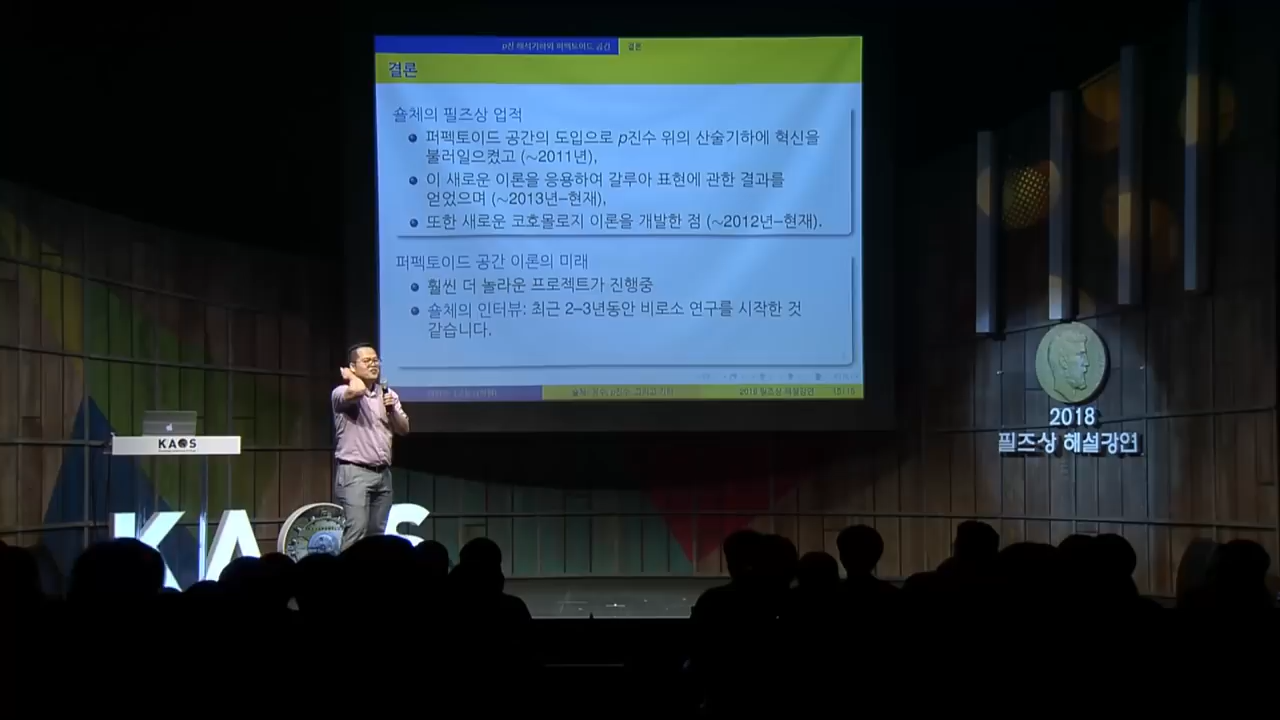 p진 해석기하와 퍼펙토이드 공간 결론
결론
숄체의 필즈상 업적
퍼펙토이드 공간의 도입으로 p진수 위의 산술기하에 혁신을
불러일으켰고 (~2011년),
이 새로운 이론을 응용하여 갈루아 표현에 관한 결과를
얻었으며 (~2013년–현재),
또한 새로운 코호몰로지 이론을 개발한 점 (~2012년–현재).
퍼펙토이드 공간 이론의 미래
훨씬 더 놀라운 프로젝트가 진행중
숄체의 인터뷰: 최근 2–3년동안 비로소 연구를 시작한 것
같습니다.
2018 필즈상 해설강연
KAOS
KAOS
2018
필즈상 해설강연